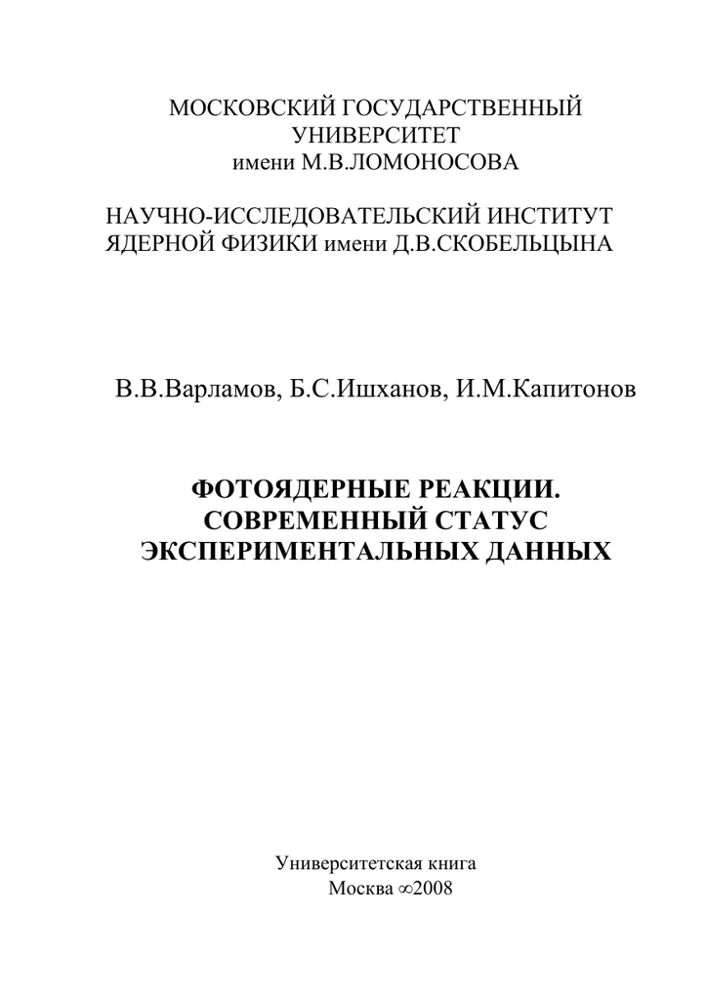 МОСКОВСКИЙ ГОСУДАРСТВЕННЫЙ
УНИВЕРСИТЕТ
имени М.В.ЛОМОНОСОВА
НАУЧНО-ИССЛЕДОВАТЕЛЬСКИЙ ИНСТИТУТ
ЯДЕРНОЙ ФИЗИКИ имени Д.В.СКОБЕЛЬЦЫНА
В.В.Варламов, Б.С.Ишханов, И.М.Капитонов
ФОТОЯДЕРНЫЕ РЕАКЦИИ.
СОВРЕМЕННЫЙ СТАТУС
ЭКСПЕРИМЕНТАЛЬНЫХ ДАННЫХ
Университетская книга
Москва ∞2008